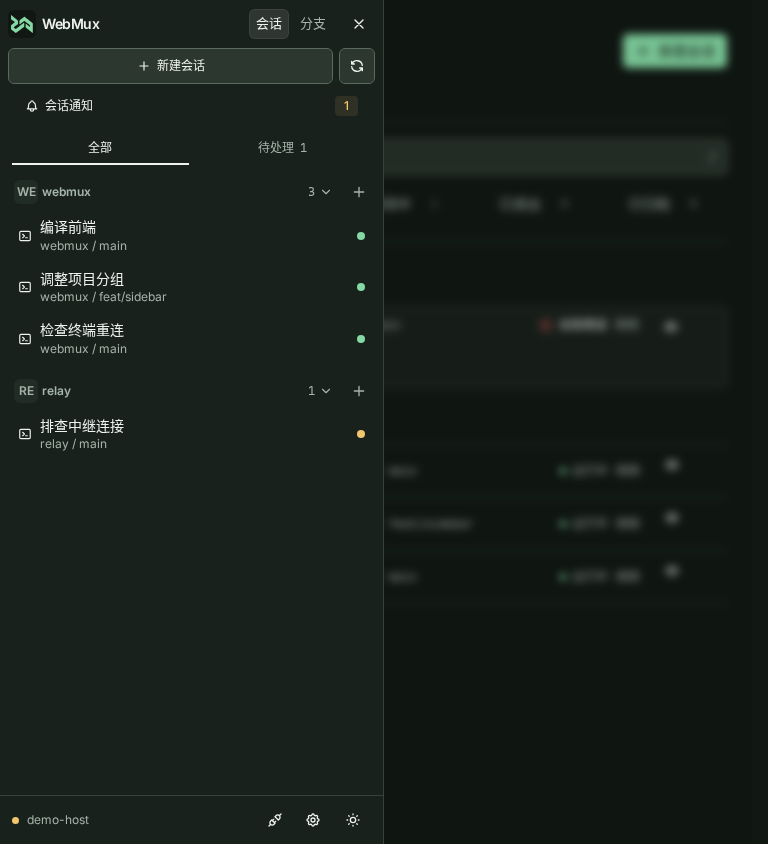 WebMux 会话 分支
新建会话
会话通知 1
全部 待处理 1
WE webmux 3
编译前端
webmux / main
调整项目分组
webmux / feat/sidebar
检查终端重连
webmux / main
RE relay 1
排查中继连接
relay / main
demo-host